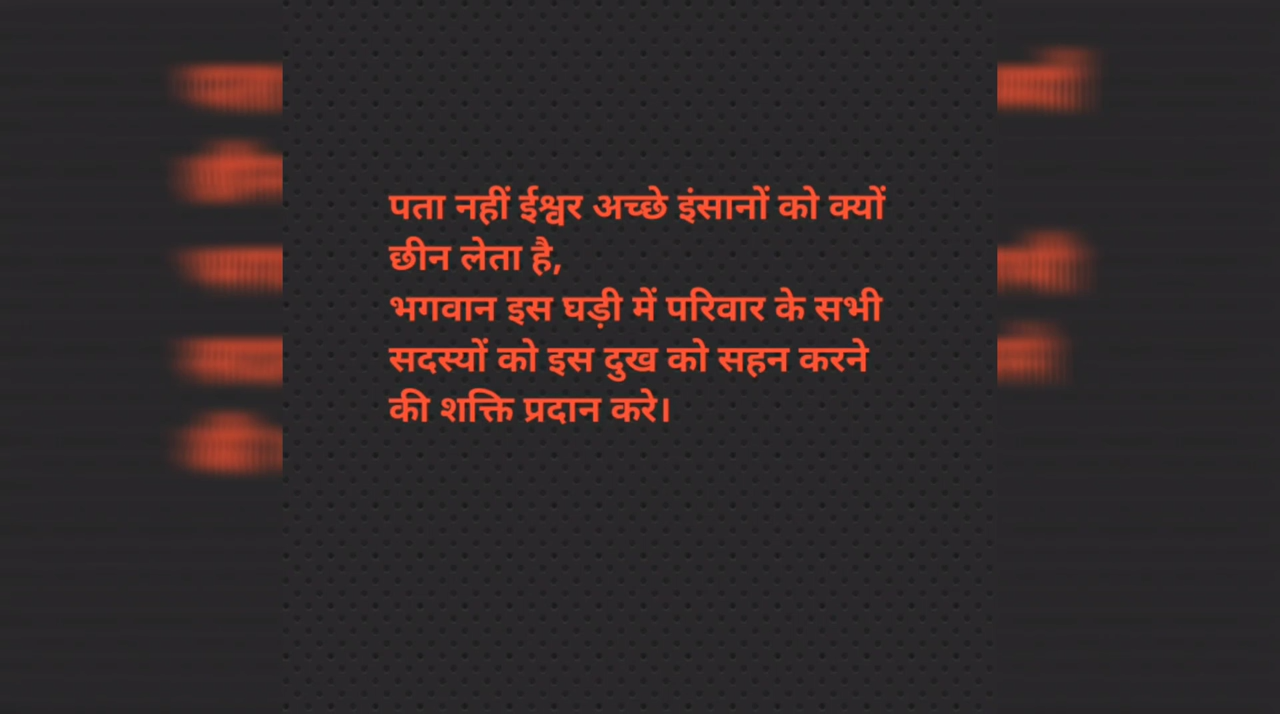 पता नहीं ईश्वर अच्छे इंसानों को क्यों
छीन लेता है,
भगवान इस घड़ी में परिवार के सभी
सदस्यों को इस दुख को सहन करने
की शक्ति प्रदान करे।